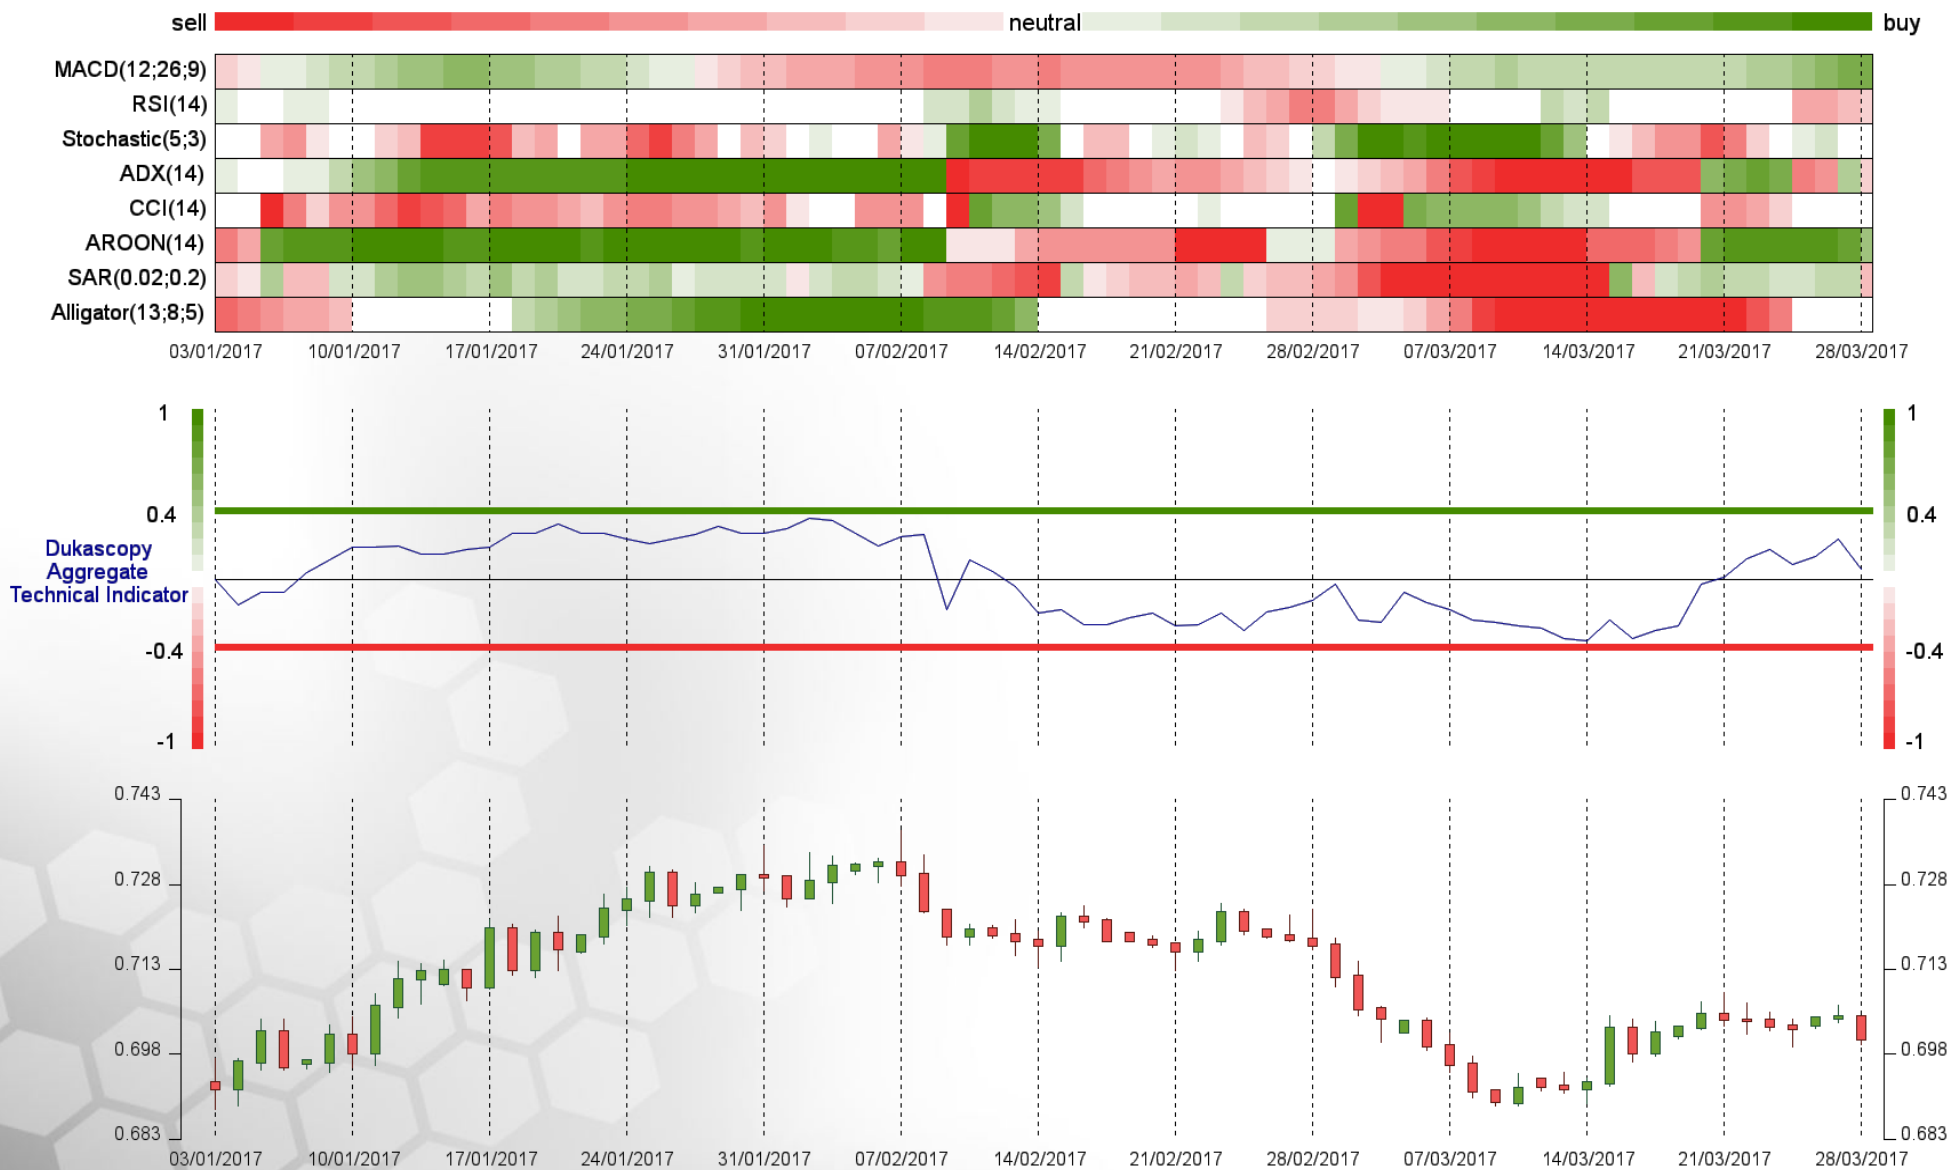 sell neutral buy
MACD(12;26;9)
RSI(14)
Stochastic(5;3)
ADX(14)
CCI(14)
AROON(14)
SAR(0.02;0.2)
Alligator(13;8;5)
03/01/2017 10/01/2017 17/01/2017 24/01/2017 31/01/2017 07/02/2017 14/02/2017 21/02/2017 28/02/2017 07/03/2017 14/03/2017 21/03/2017 28/03/2017
1 1
0.4 0.4
Dukascopy
Aggregate
Technical Indicator
-0.4 -0.4
-1 -1
0.743 0.743
0.728 0.728
0.713 0.713
0.698 0.698
0.683 0.683
03/01/2017 10/01/2017 17/01/2017 24/01/2017 31/01/2017 07/02/2017 14/02/2017 21/02/2017 28/02/2017 07/03/2017 14/03/2017 21/03/2017 28/03/2017